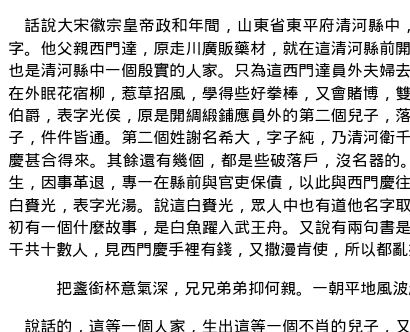 話說大宋徽宗皇帝政和年間，山東省東平府清河縣中，
字。他父親西門達，原走川廣販藥材，就在這清河縣前開
也是清河縣中一個殷實的人家。只為這西門達員外夫婦去
在外眠花宿柳，惹草招風，學得些好拳棒，又會賭博，雙
伯爵，表字光侯，原是開綢緞鋪應員外的第二個兒子，落
子，件件皆通。第二個姓謝名希大，字子純，乃清河衛千
慶甚合得來。其餘還有幾個，都是些破落戶，沒名器的。
生，因事革退，專一在縣前與官吏保債，以此與西門慶往
白賚光，表字光湯。說這白賚光，眾人中也有道他名字取
初有一個什麼故事，是白魚躍入武王舟。又說有兩句書是
干共十數人，見西門慶手裡有錢，又撒漫肯使，所以都亂
把盞銜杯意氣深，兄兄弟弟抑何親。一朝平地風波
說話的，這等一個人家，生出這等一個不肖的兒子，又